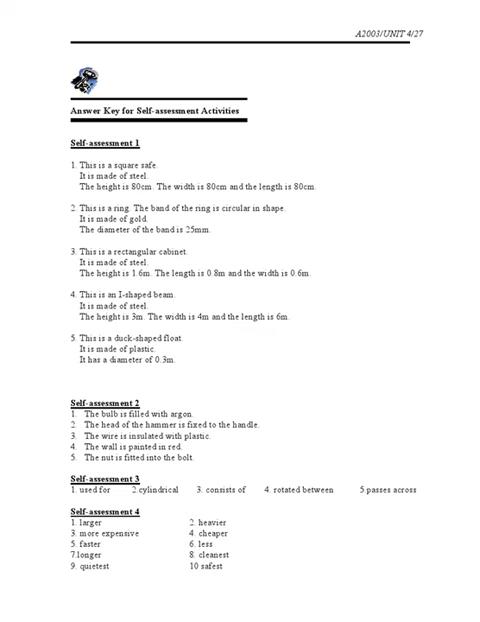 A2003/UNIT 4/27
Answer Key for Self-assessment Activities
Self-assessment 1
1. This is a square safe.
It is made of steel.
The height is 80cm. The width is 80cm and the length is 80cm.
2. This is a ring. The band of the ring is circular in shape.
It is made of gold.
The diameter of the band is 25mm.
3. This is a rectangular cabinet.
It is made of steel.
The height is 1.6m. The length is 0.8m and the width is 0.6m.
4. This is an I-shaped beam.
It is made of steel.
The height is 3m. The width is 4m and the length is 6m.
5. This is a duck-shaped float.
It is made of plastic.
It has a diameter of 0.3m.
Self-assessment 2
1. The bulb is filled with argon.
2. The head of the hammer is fixed to the handle.
3. The wire is insulated with plastic.
4. The wall is painted in red.
5. The nut is fitted into the bolt.
Self-assessment 3
1. used for 2.cylindrical 3. consists of 4. rotated between 5 passes across
Self-assessment 4
1. larger 2. heavier
3. more expensive 4. cheaper
5. faster 6. less
7.longer 8. cleanest
9. quietest 10 safest